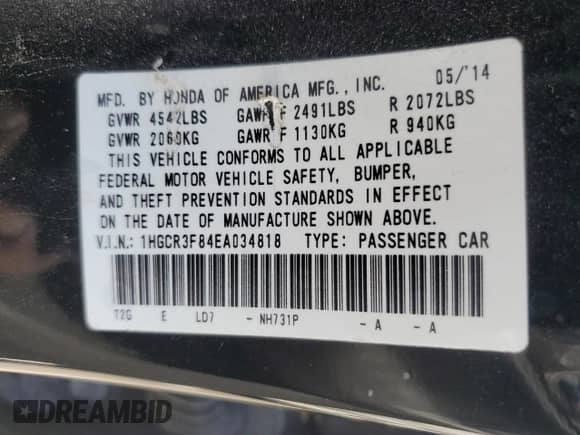 MFD. BY HONDA OF AMERICA MFG., INC. 05/'14
GVWR 4542LBS GAWR F 2491LBS R 2072LBS
GVWR 2060KG GAWR F 1130KG R 940KG
THIS VEHICLE CONFORMS TO ALL APPLICABLE
FEDERAL MOTOR VEHICLE SAFETY, BUMPER,
AND THEFT PREVENTION STANDARDS IN EFFECT
ON THE DATE OF MANUFACTURE SHOWN ABOVE.
V.I.N.: 1HGCR3F84EA034818 TYPE: PASSENGER CAR
T2G E LD7 - NH731P - A - A
DREAMBID